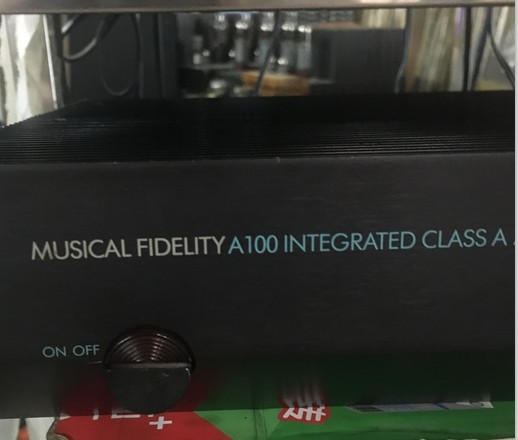 MUSICAL FIDELITY A100 INTEGRATED CLASS A
ON OFF